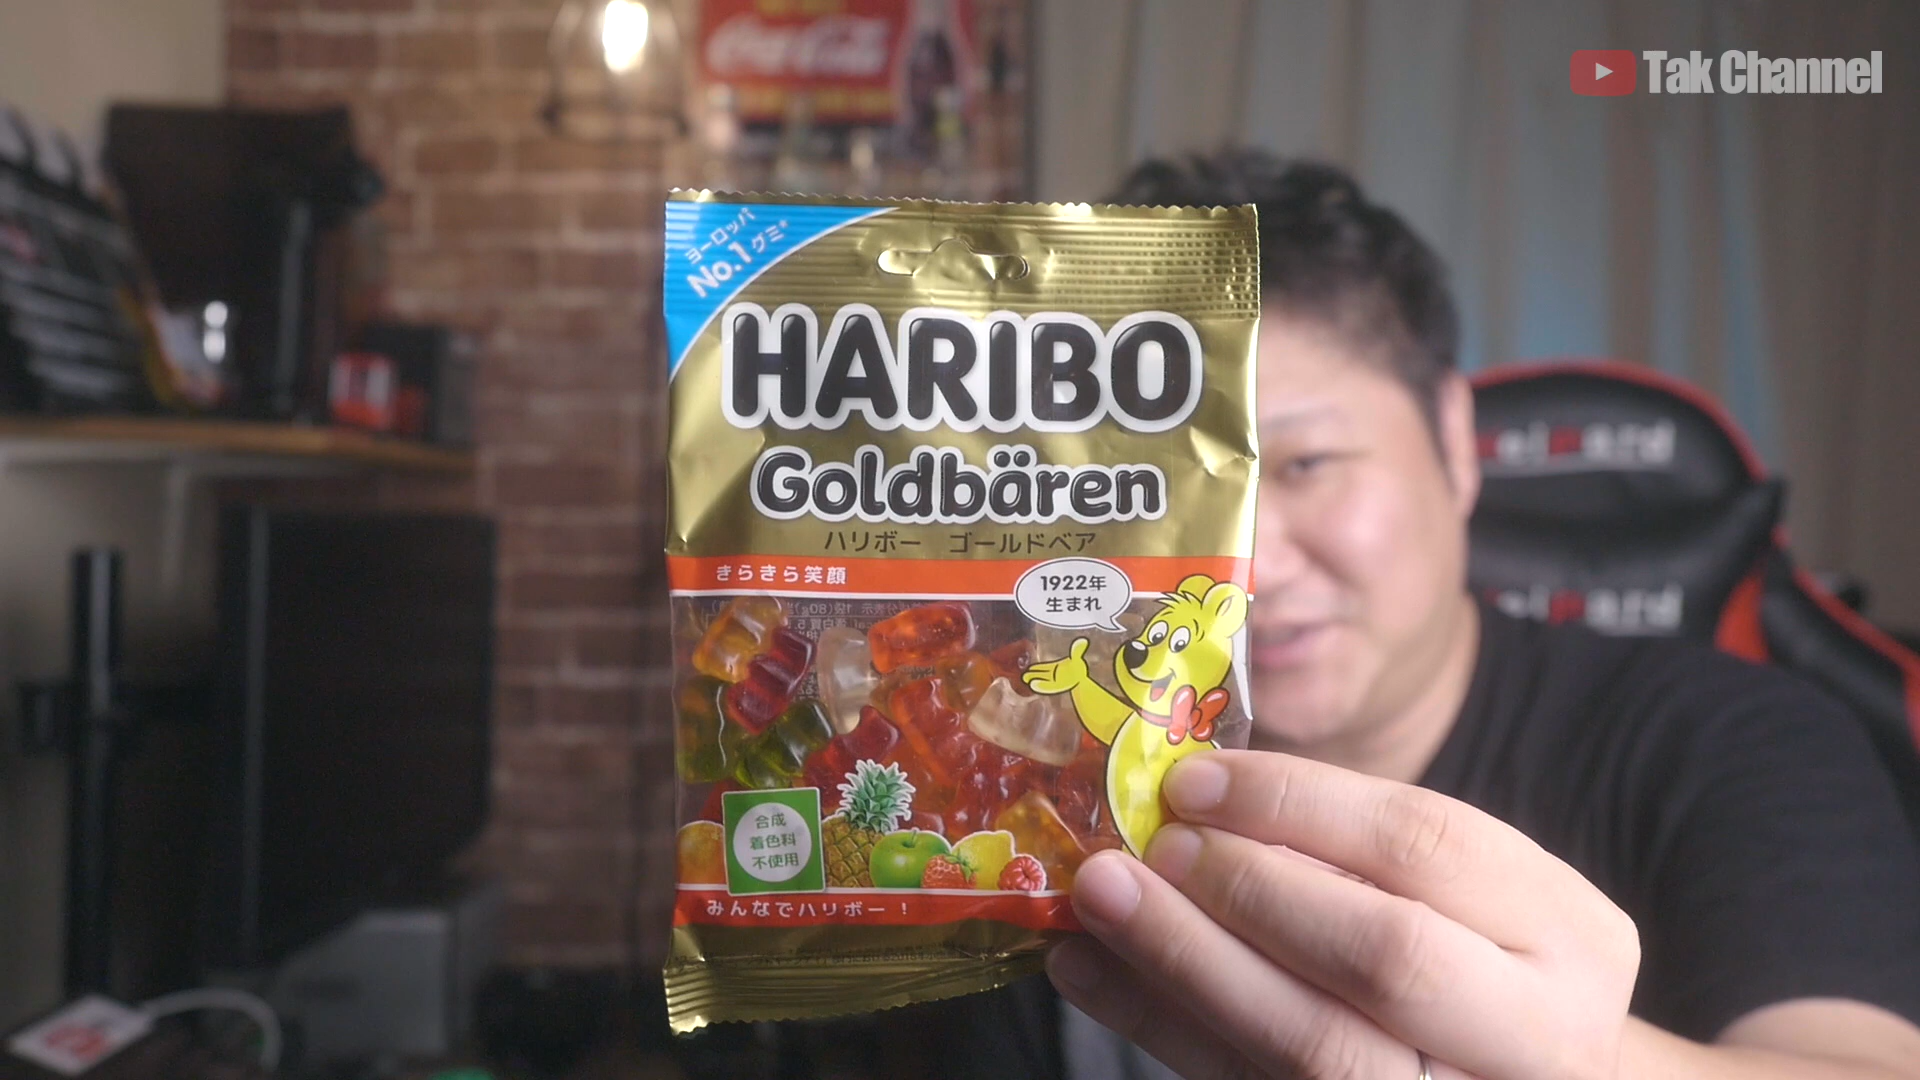 Tak Channel
Coca-Cola
ヨーロッパ
No.1グミ*
HARIBO
Goldbären
ハリボー ゴールドベア
きらきら笑顔
1922年
生まれ
合成
着色料
不使用
みんなでハリボー！